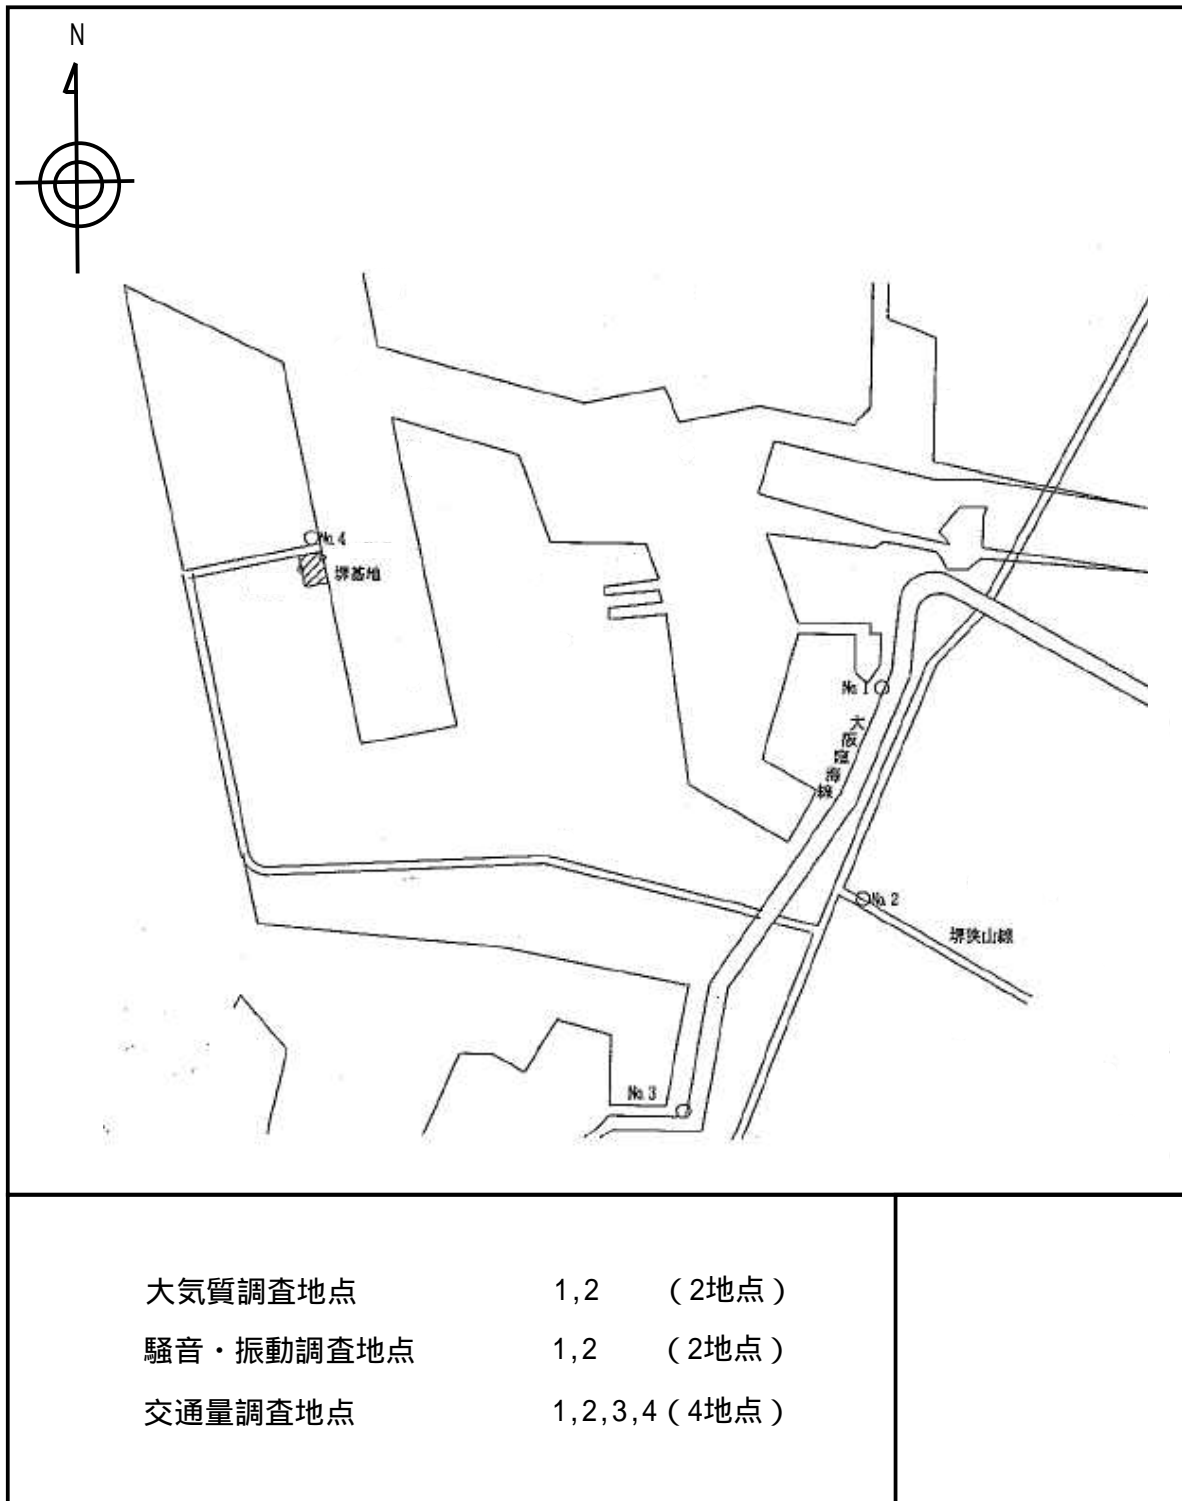 N
No.4
堺基地
No.1
大阪臨海線
No.2
堺狭山線
No.3
大気質調査地点 1,2 (2地点)
騒音・振動調査地点 1,2 (2地点)
交通量調査地点 1,2,3,4 (4地点)